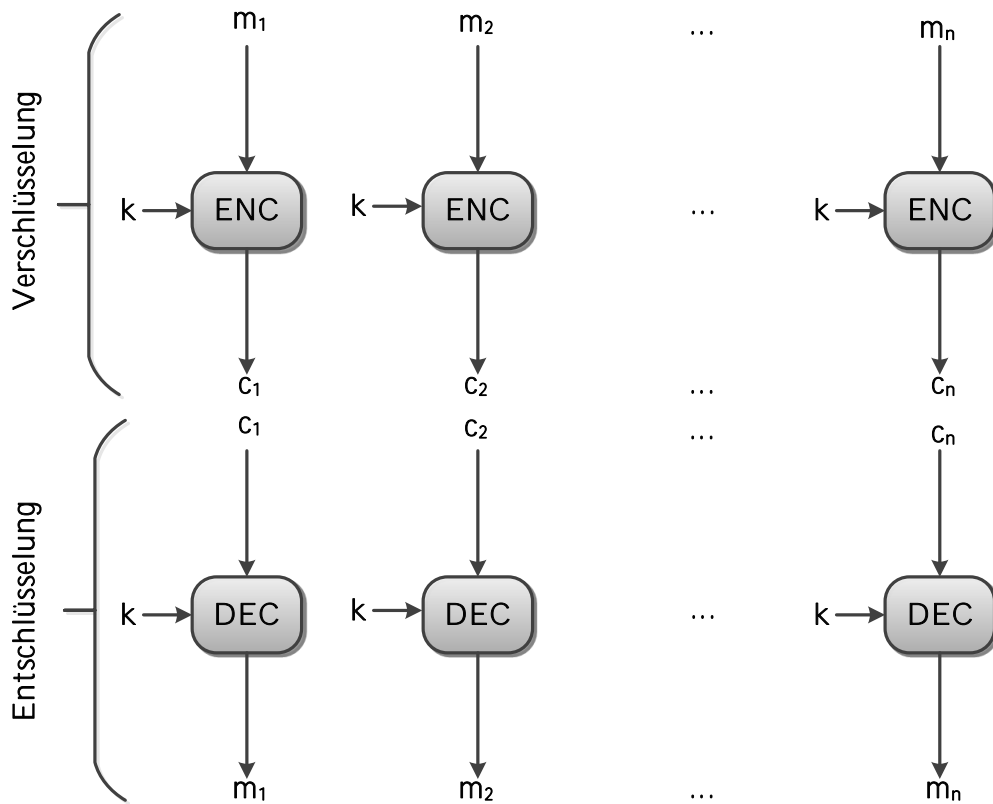 m₁ m₂ ... mₙ
Verschlüsselung
k ENC k ENC ... k ENC
c₁ c₂ ... cₙ
c₁ c₂ ... cₙ
Entschlüsselung
k DEC k DEC ... k DEC
m₁ m₂ ... mₙ